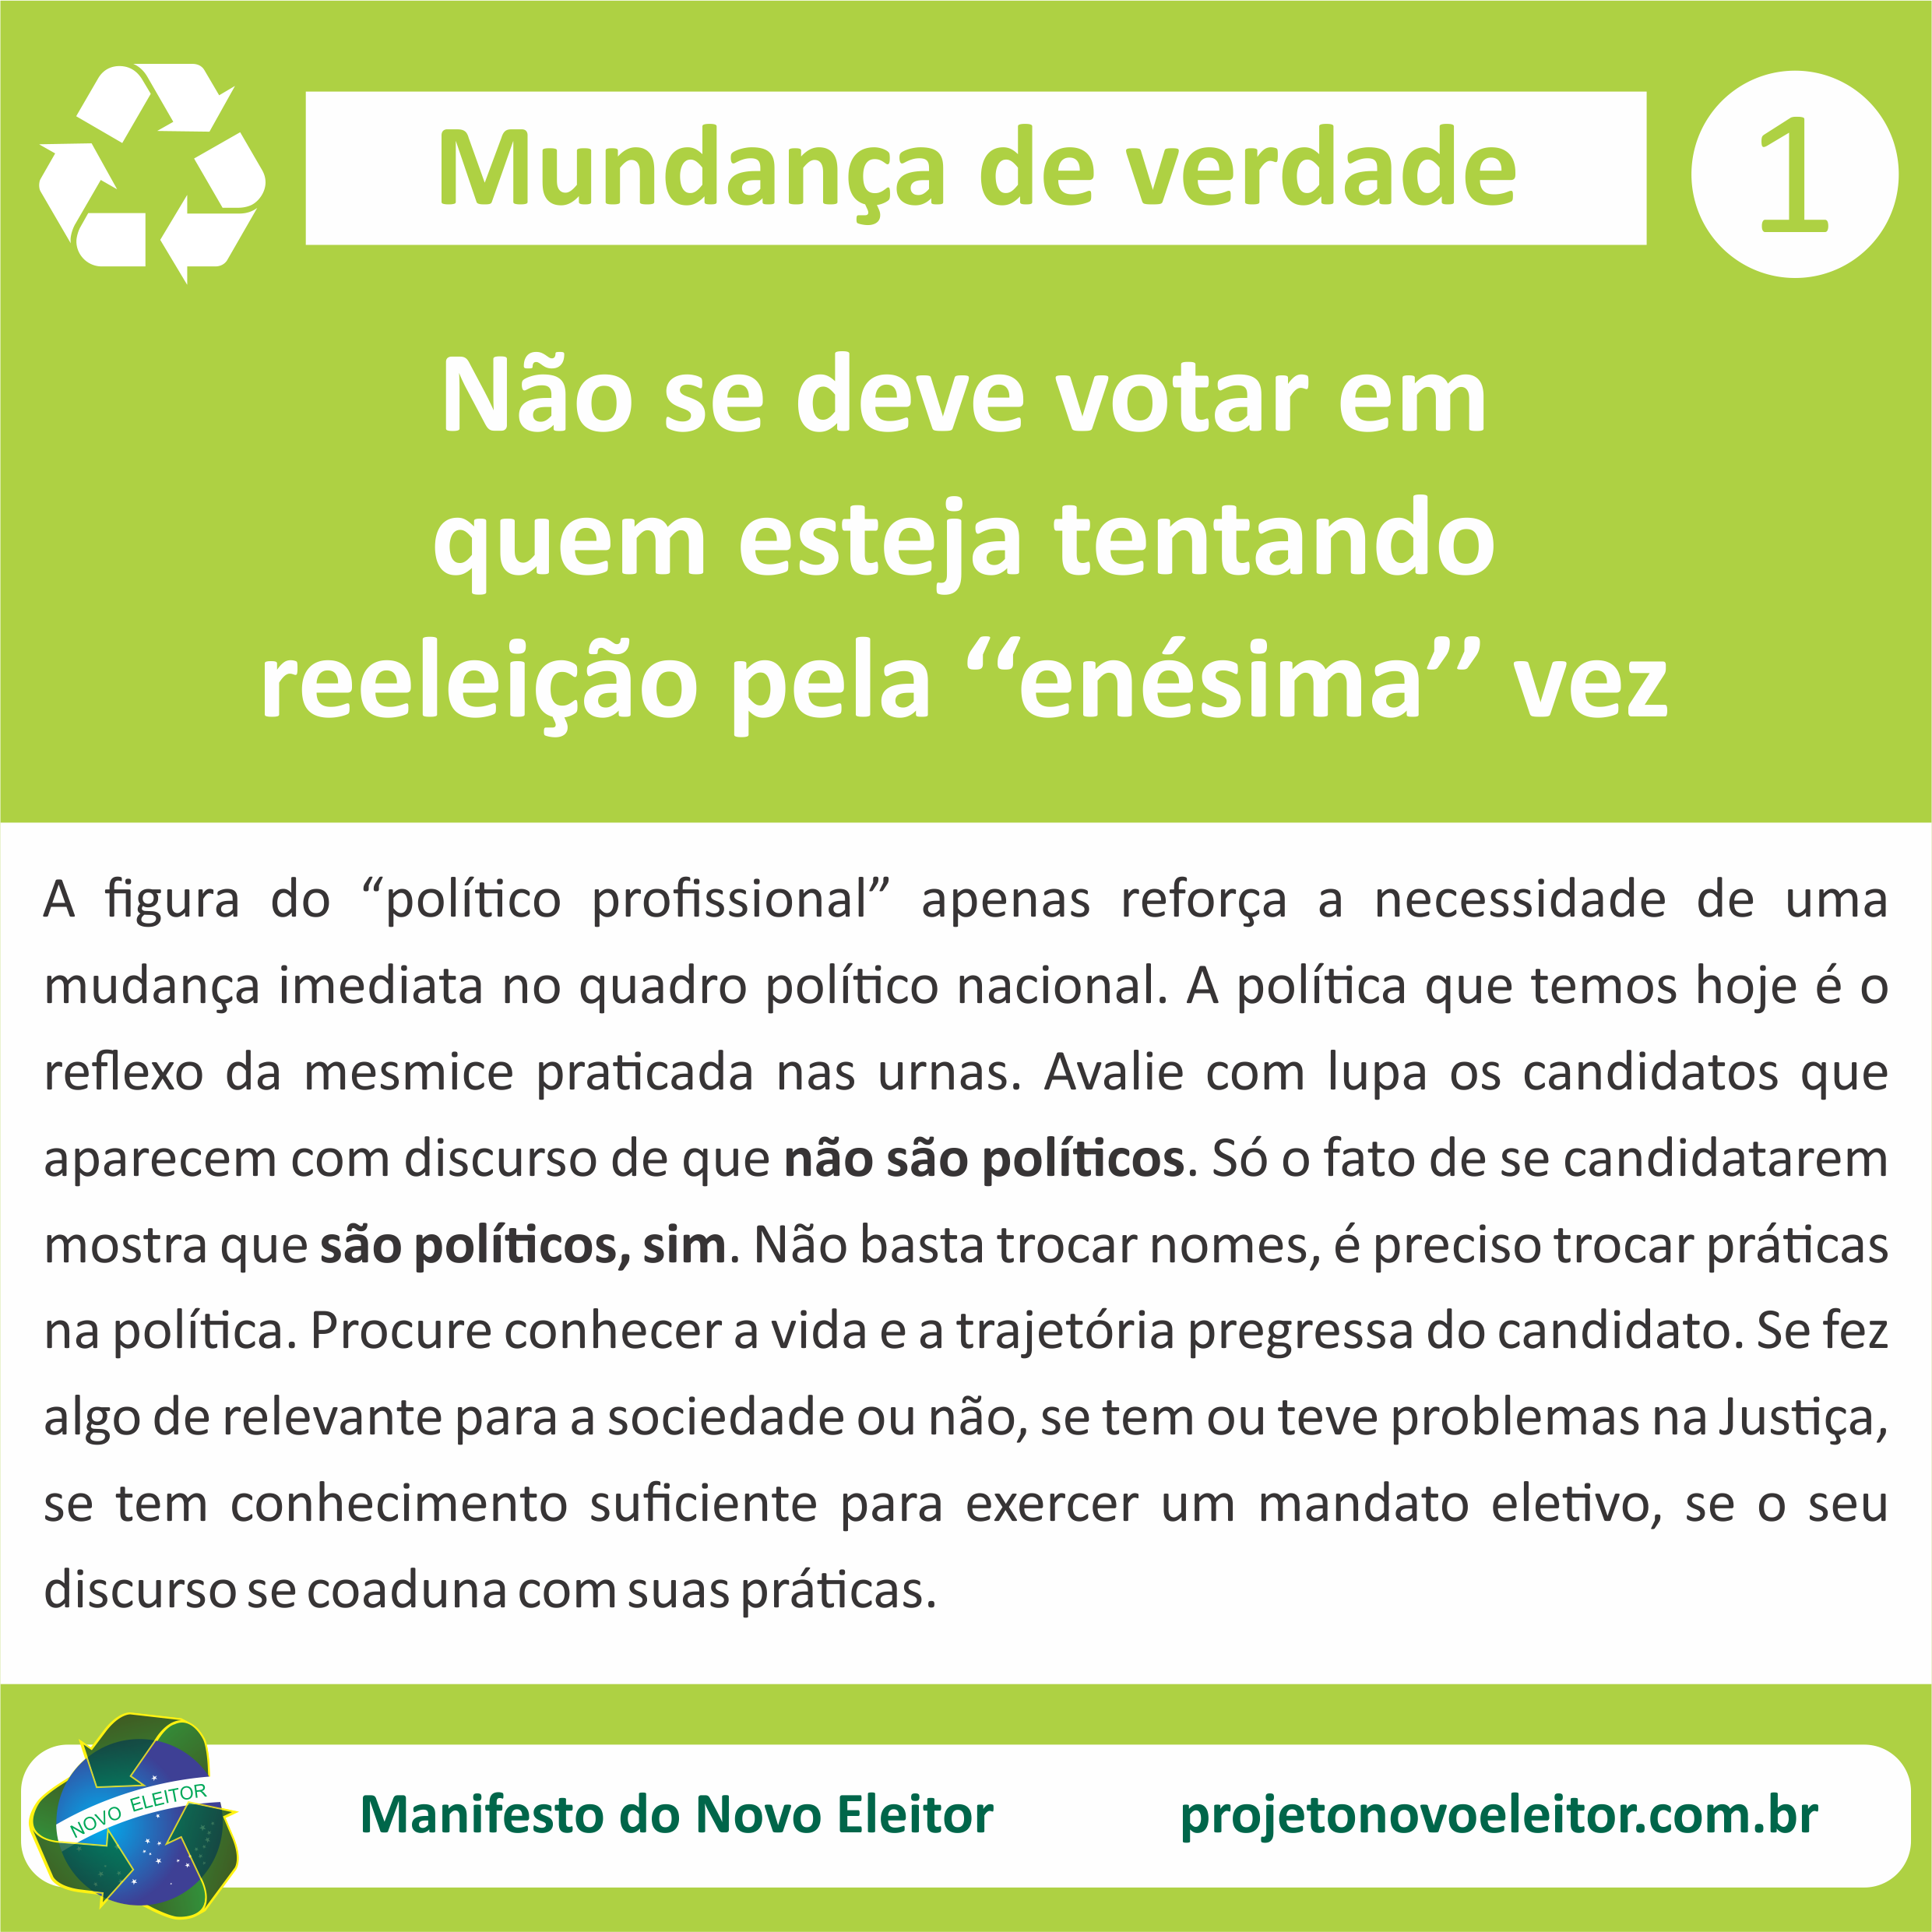 Mundança de verdade
1
Não se deve votar em
quem esteja tentando
reeleição pela “enésima” vez
A figura do “político profissional” apenas reforça a necessidade de uma
mudança imediata no quadro político nacional. A política que temos hoje é o
reflexo da mesmice praticada nas urnas. Avalie com lupa os candidatos que
aparecem com discurso de que não são políticos. Só o fato de se candidatarem
mostra que são políticos, sim. Não basta trocar nomes, é preciso trocar práticas
na política. Procure conhecer a vida e a trajetória pregressa do candidato. Se fez
algo de relevante para a sociedade ou não, se tem ou teve problemas na Justiça,
se tem conhecimento suficiente para exercer um mandato eletivo, se o seu
discurso se coaduna com suas práticas.
NOVO ELEITOR
Manifesto do Novo Eleitor
projetonovoeleitor.com.br